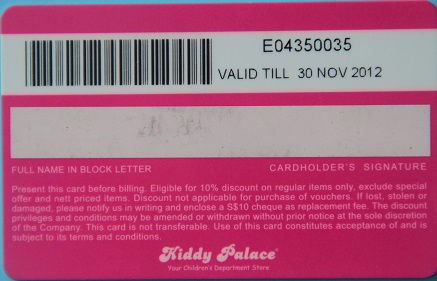 E04350035
VALID TILL 30 NOV 2012
FULL NAME IN BLOCK LETTER CARDHOLDER'S SIGNATURE
Present this card before billing. Eligible for 10% discount on regular items only, exclude special
offer and nett priced items. Discount not applicable for purchase of vouchers. If lost, stolen or
damaged, please notify us in writing and enclose a S$10 cheque as replacement fee. The discount
privileges and conditions may be amended or withdrawn without prior notice at the sole discretion
of the Company. This card is not transferable. Use of this card constitutes acceptance of and is
subject to its terms and conditions.
Kiddy Palace
Your Children's Department Store